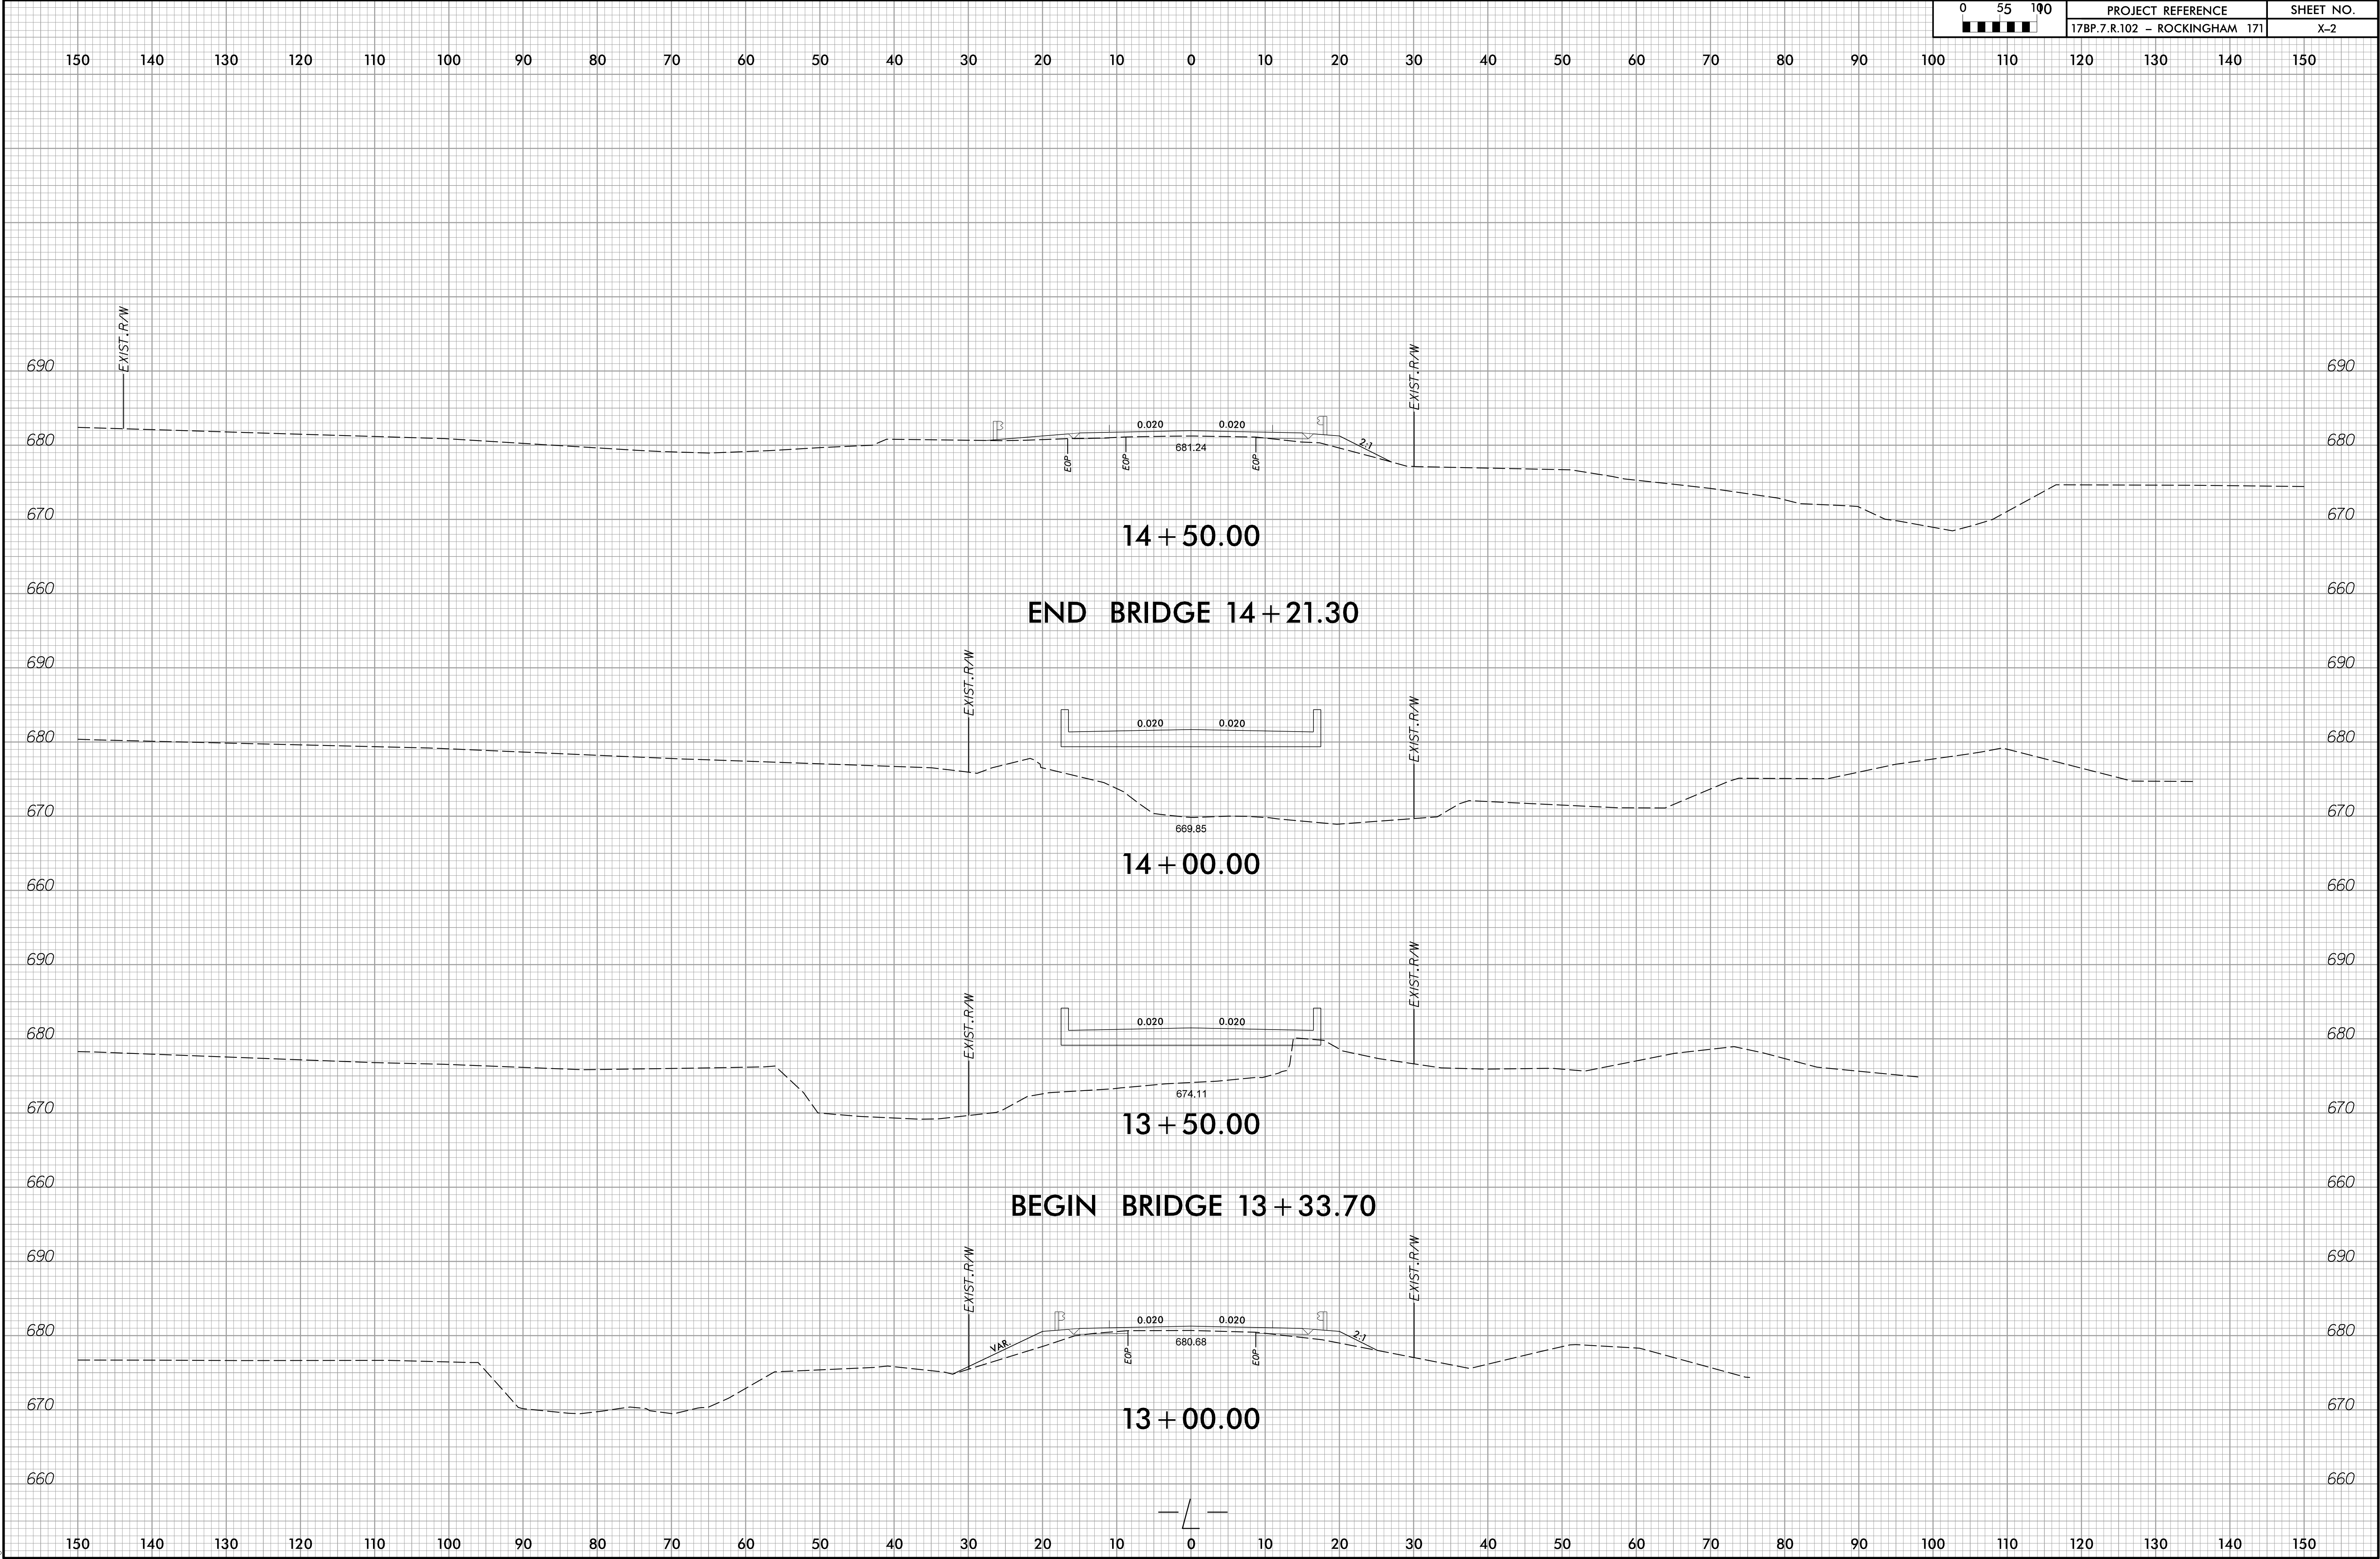 0 55 100
PROJECT REFERENCE SHEET NO.
17BP.7.R.102 – ROCKINGHAM 171 X–2
150 140 130 120 110 100 90 80 70 60 50 40 30 20 10 0 10 20 30 40 50 60 70 80 90 100 110 120 130 140 150
EXIST.R/W
EXIST.R/W
690 690
0.020 0.020
680 680
2:1
681.24
EOP EOP EOP
670 670
14+50.00
660 660
END BRIDGE 14+21.30
690 690
EXIST.R/W
EXIST.R/W
0.020 0.020
680 680
670 670
669.85
14+00.00
660 660
690 690
EXIST.R/W
EXIST.R/W
0.020 0.020
680 680
674.11
670 670
13+50.00
660 660
BEGIN BRIDGE 13+33.70
690 690
EXIST.R/W
EXIST.R/W
0.020 0.020
680 680
VAR. 2:1
680.68
EOP EOP
670 670
13+00.00
660 660
–L–
150 140 130 120 110 100 90 80 70 60 50 40 30 20 10 0 10 20 30 40 50 60 70 80 90 100 110 120 130 140 150